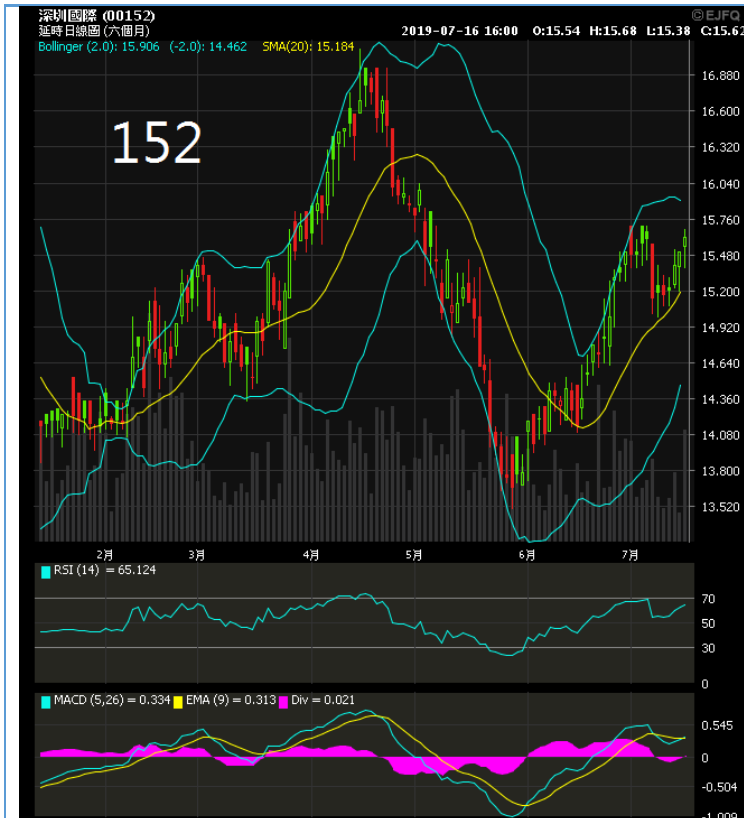 深圳國際 (00152)
©EJFQ
延時日線圖 (六個月)
2019-07-16 16:00 O:15.54 H:15.68 L:15.38 C:15.62
Bollinger (2.0): 15.906 (-2.0): 14.462 SMA(20): 15.184
152
16.880
16.600
16.320
16.040
15.760
15.480
15.200
14.920
14.640
14.360
14.080
13.800
13.520
2月 3月 4月 5月 6月 7月
RSI (14) = 65.124
70
50
30
0
MACD (5,26) = 0.334 EMA (9) = 0.313 Div = 0.021
0.545
0
-0.504
-1.009